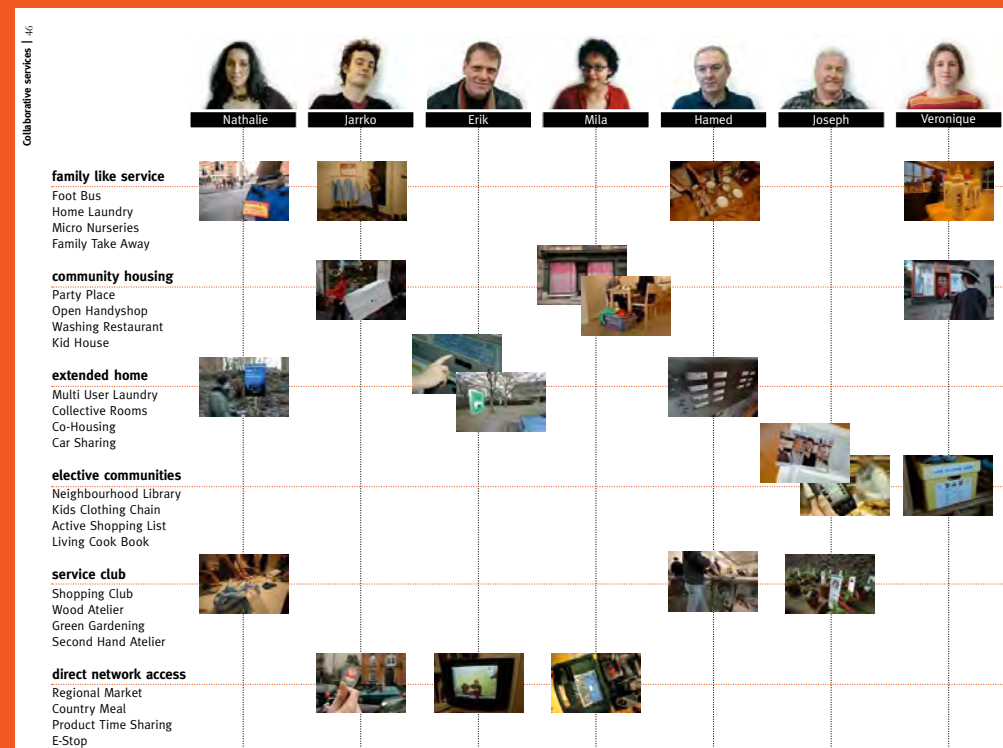 Collaborative services | 46
Nathalie
Jarrko
Erik
Mila
Hamed
Joseph
Veronique
family like service
Foot Bus
Home Laundry
Micro Nurseries
Family Take Away
community housing
Party Place
Open Handyshop
Washing Restaurant
Kid House
extended home
Multi User Laundry
Collective Rooms
Co-Housing
Car Sharing
elective communities
Neighbourhood Library
Kids Clothing Chain
Active Shopping List
Living Cook Book
service club
Shopping Club
Wood Atelier
Green Gardening
Second Hand Atelier
direct network access
Regional Market
Country Meal
Product Time Sharing
E-Stop